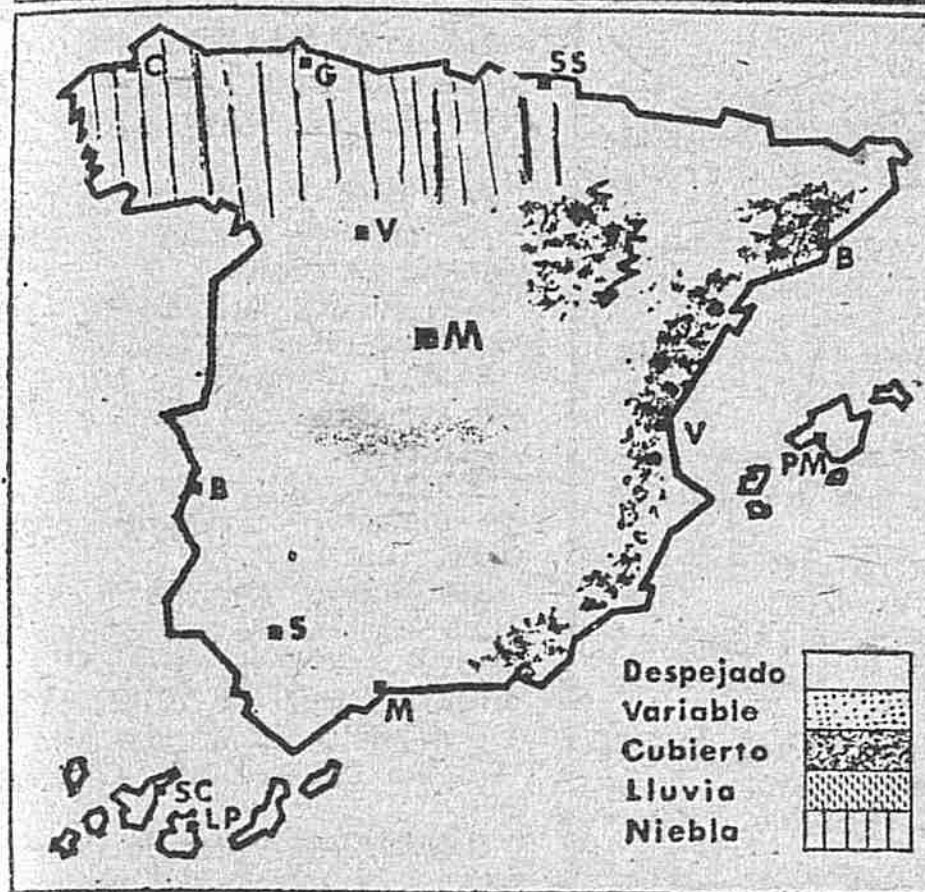 C
G
SS
V
B
M
V
PM
B
S
M
SC
LP
Despejado
Variable
Cubierto
Lluvia
Niebla